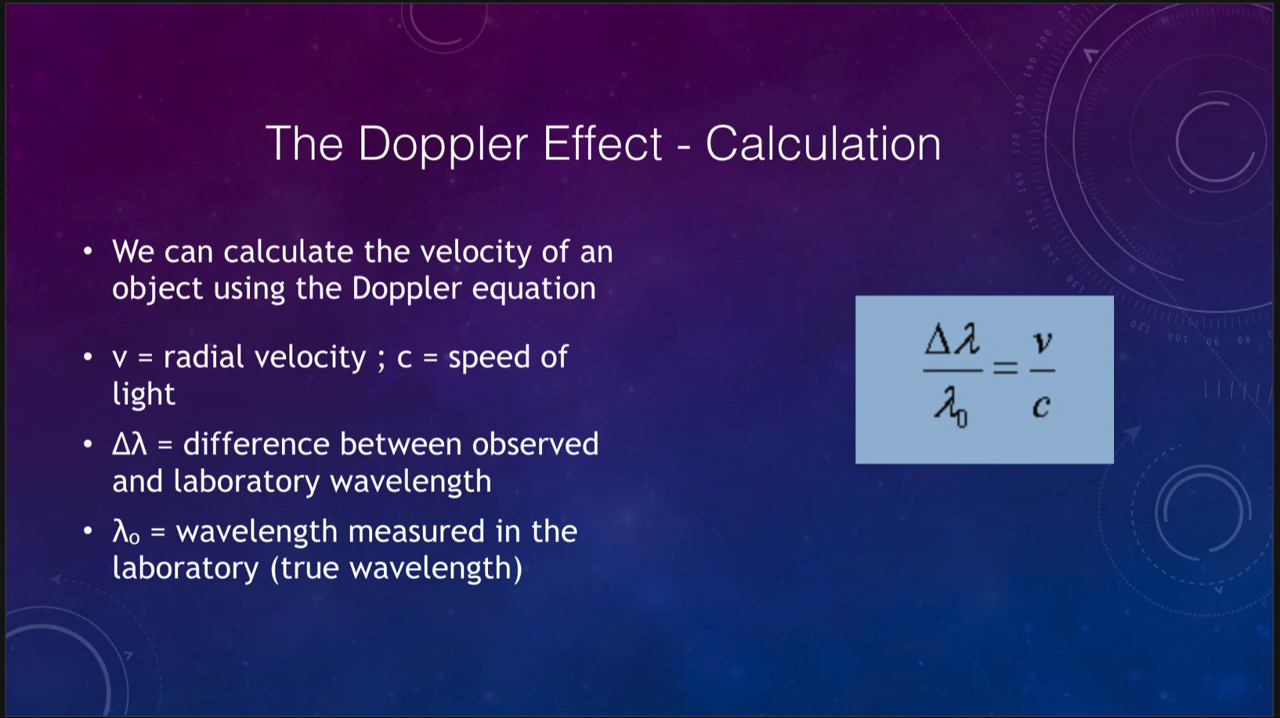 The Doppler Effect - Calculation
• We can calculate the velocity of an
object using the Doppler equation
• v = radial velocity ; c = speed of
light
• Δλ = difference between observed
and laboratory wavelength
• λₒ = wavelength measured in the
laboratory (true wavelength)
Δλ/λ₀ = v/c